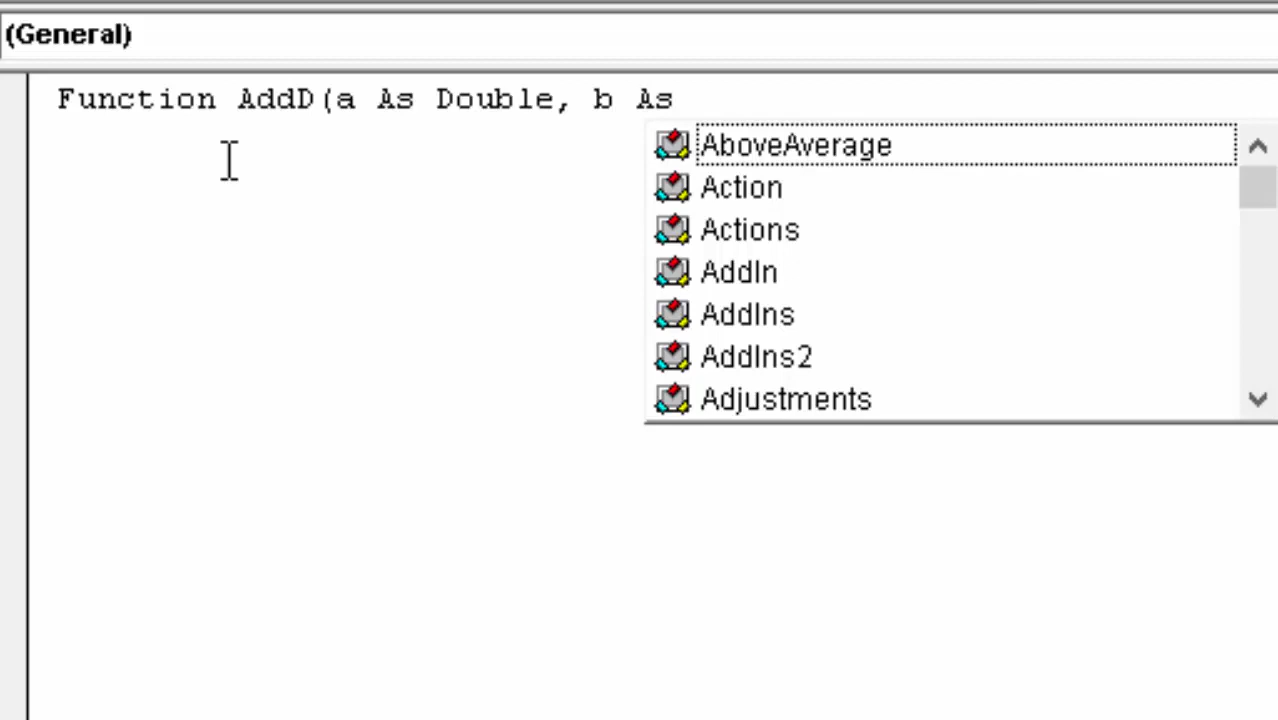 (General)
Function AddD(a As Double, b As
AboveAverage
Action
Actions
AddIn
AddIns
AddIns2
Adjustments